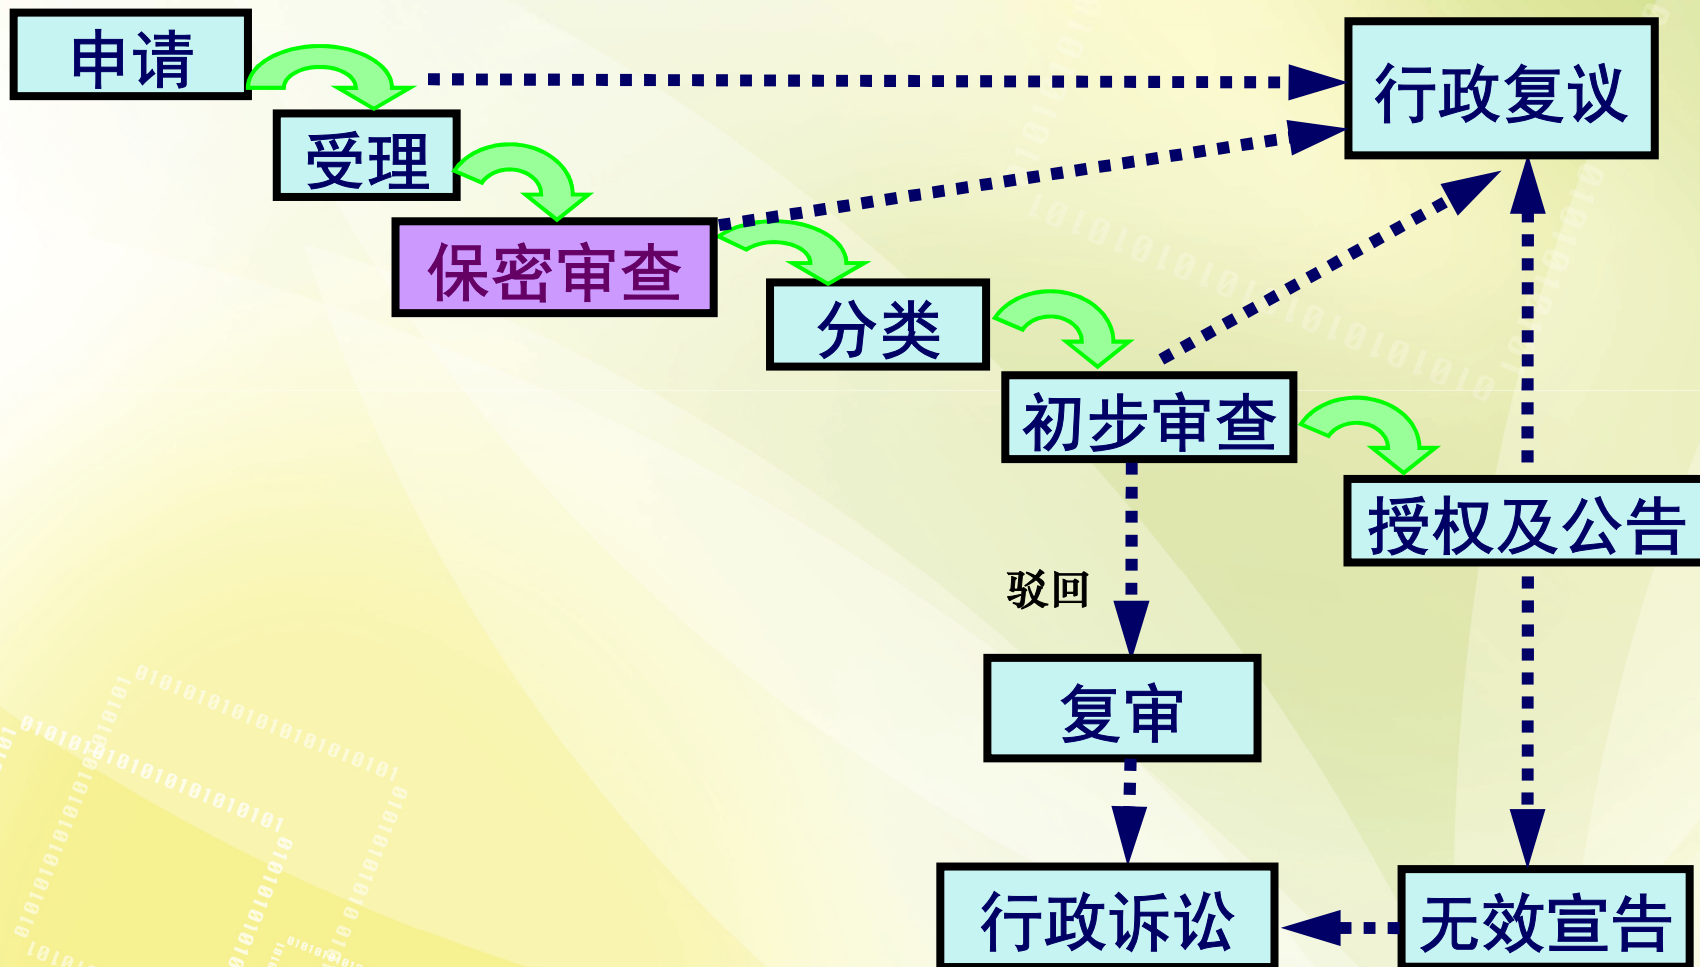 申请
行政复议
受理
保密审查
分类
初步审查
授权及公告
驳回
复审
行政诉讼
无效宣告